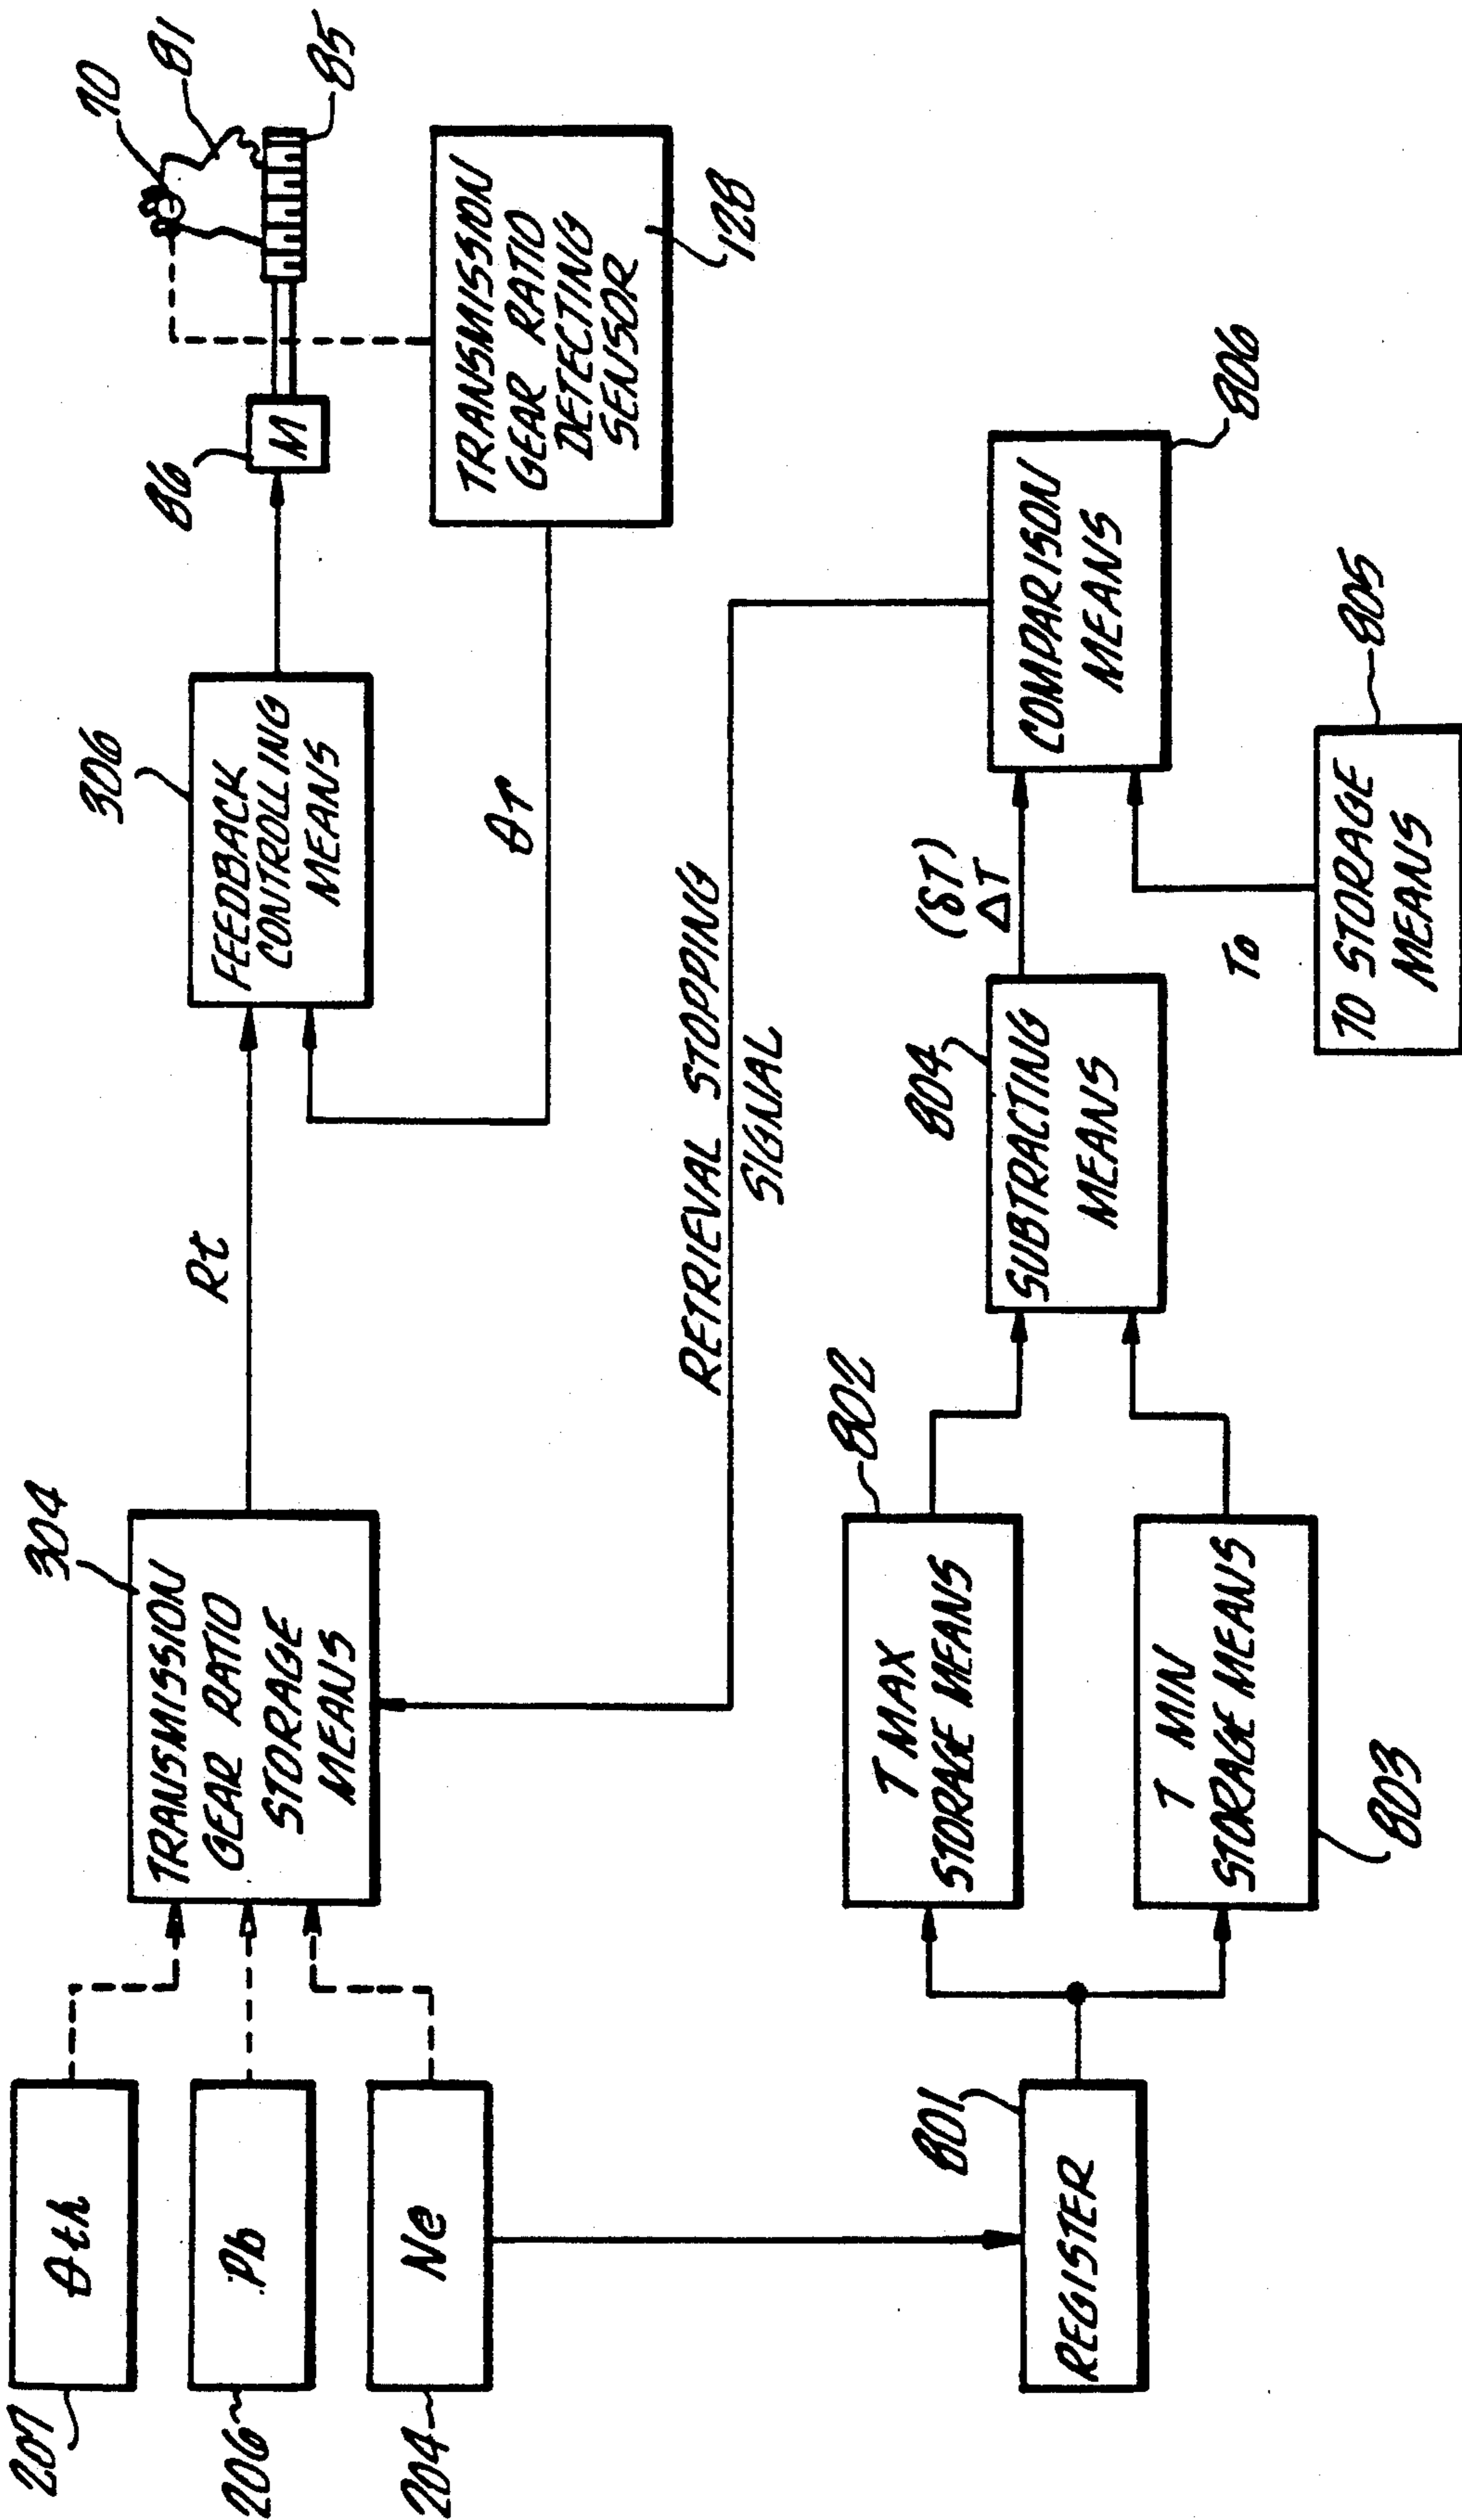 201
θth
206
Pb
204
Ne
304
TRANSMISSION
GEAR RATIO
STORAGE
MEANS
Rt
306
FEEDBACK
CONTROLLING
MEANS
96
M
10
81
85
θ1
TRANSMISSION
GEAR RATIO
DETECTING
SENSOR
128
RETRIEVAL STOPPING
SIGNAL
801
REGISTER
802
T MAX
STORAGE MEANS
T MIN
STORAGE MEANS
803
804
SUBTRACTING
MEANS
(δT)
ΔT
To
COMPARISON
MEANS
806
TO STORAGE
MEANS
805